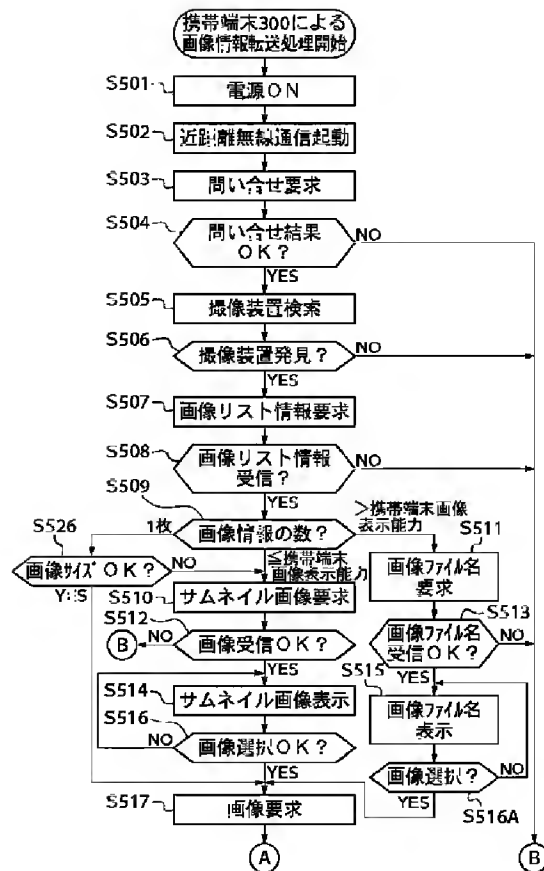 携帯端末300による
画像情報転送処理開始
S501
電源ON
S502
近距離無線通信起動
S503
問い合せ要求
S504
問い合せ結果
OK？
NO
YES
S505
撮像装置検索
S506
撮像装置発見？
NO
YES
S507
画像リスト情報要求
S508
画像リスト情報
受信？
NO
YES
S509
画像情報の数？
1枚
＞携帯端末画像
表示能力
≦携帯端末
画像表示能力
S526
画像サイズOK？
NO
YES
S510
サムネイル画像要求
S511
画像ファイル名
要求
S512
画像受信OK？
NO
B
YES
S513
画像ファイル名
受信OK？
NO
YES
S514
サムネイル画像表示
S515
画像ファイル名
表示
S516
画像選択OK？
NO
YES
画像選択？
NO
YES
S516A
S517
画像要求
A
B